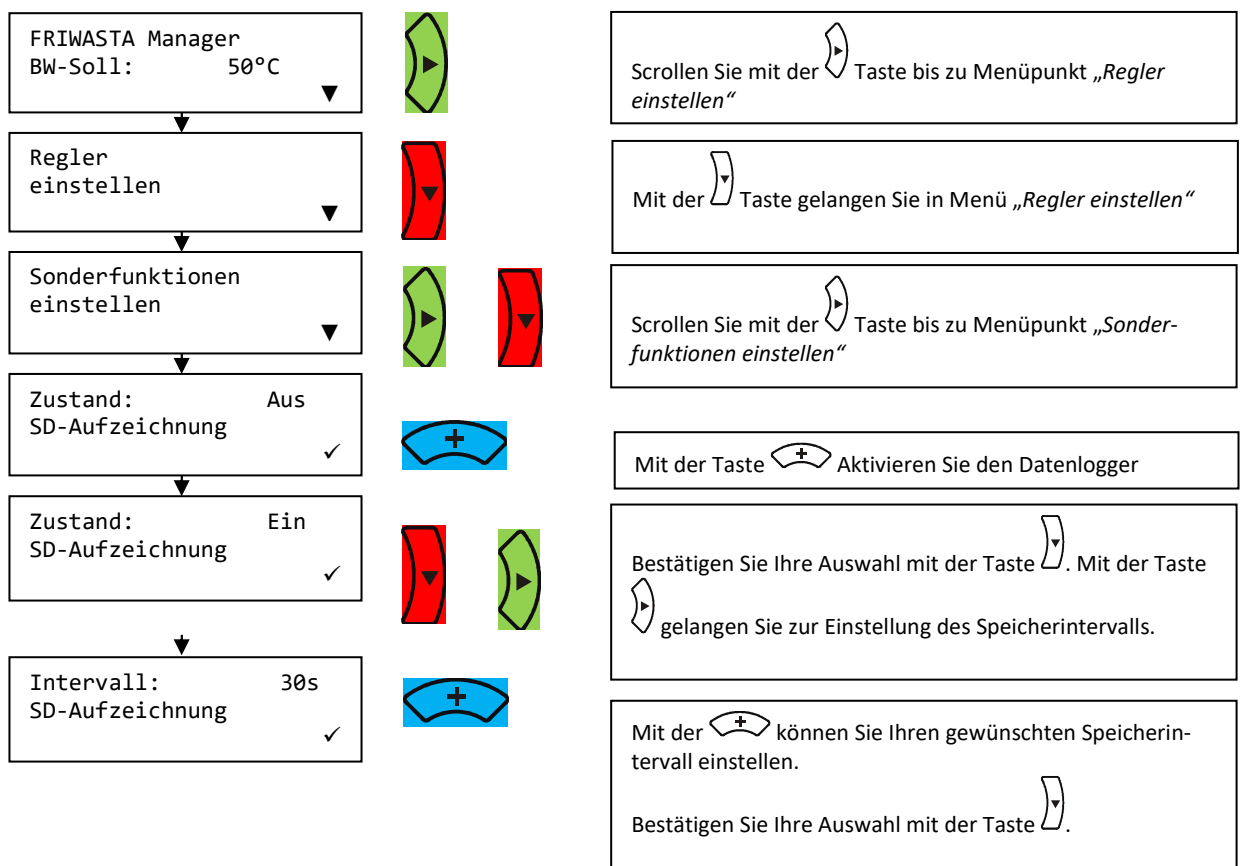 FRIWASTA Manager
BW-Soll: 50°C
▼
Scrollen Sie mit der Taste bis zu Menüpunkt „Regler
einstellen“
Regler
einstellen
▼
Mit der Taste gelangen Sie in Menü „Regler einstellen“
Sonderfunktionen
einstellen
▼
Scrollen Sie mit der Taste bis zu Menüpunkt „Sonder-
funktionen einstellen“
Zustand: Aus
SD-Aufzeichnung
✓
+
Mit der Taste + Aktivieren Sie den Datenlogger
Zustand: Ein
SD-Aufzeichnung
✓
Bestätigen Sie Ihre Auswahl mit der Taste . Mit der Taste
gelangen Sie zur Einstellung des Speicherintervalls.
Intervall: 30s
SD-Aufzeichnung
✓
+
Mit der + können Sie Ihren gewünschten Speicherin-
tervall einstellen.
Bestätigen Sie Ihre Auswahl mit der Taste .